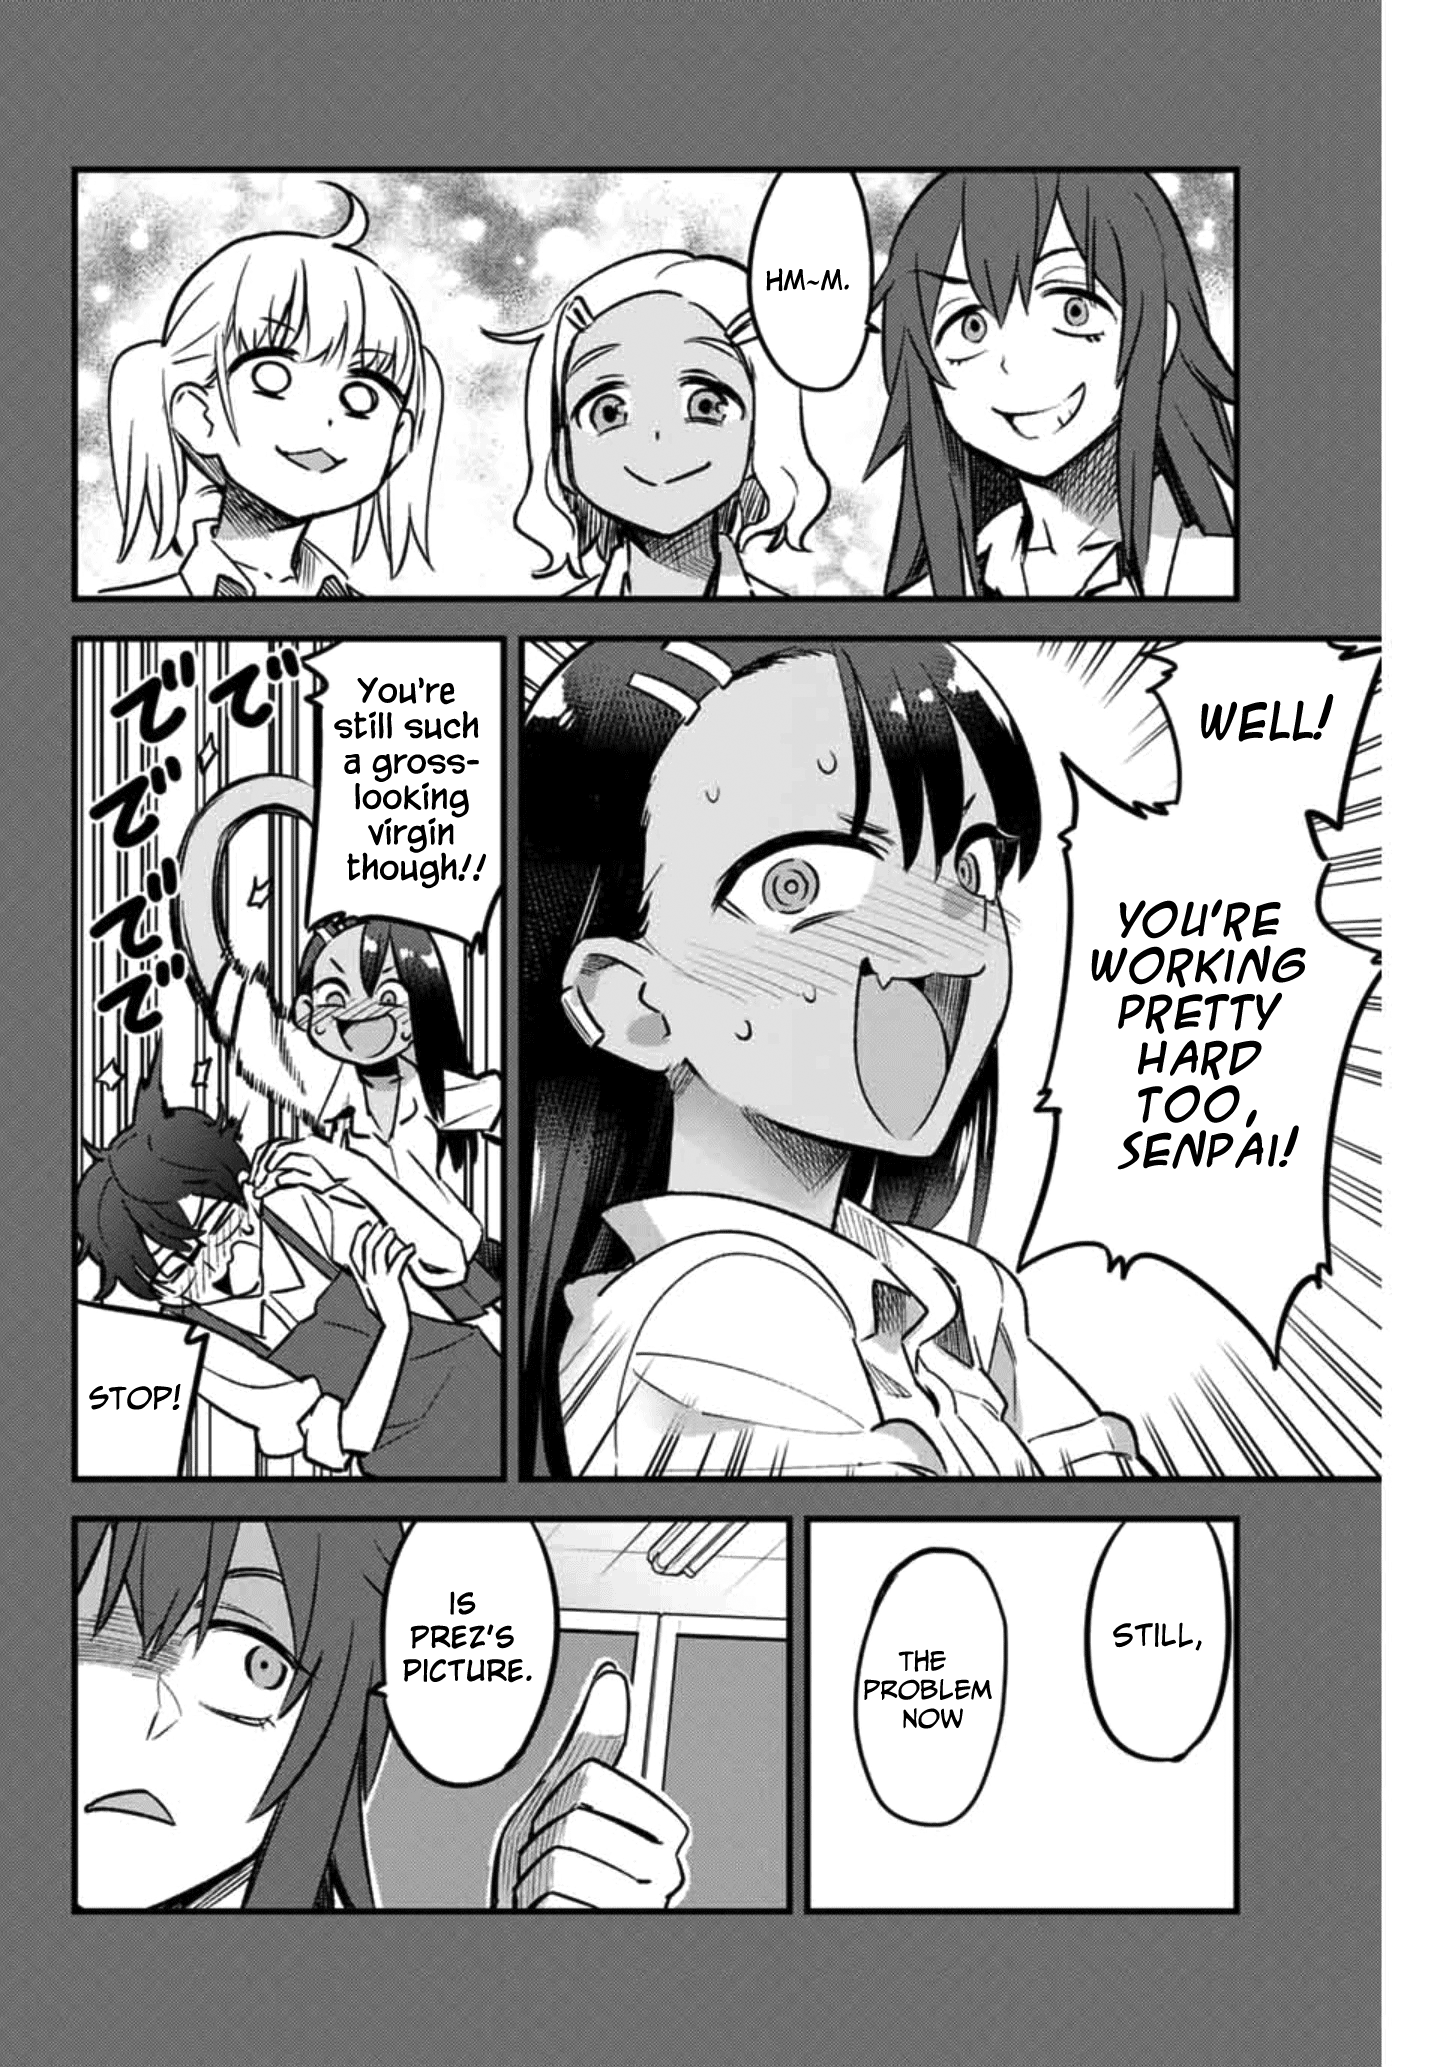 HM~M.
WELL!
YOU'RE
WORKING
PRETTY
HARD
TOO,
SENPAI!
You're
still such
a gross-
looking
virgin
though!!
でで
でででで
STOP!
STILL,
THE
PROBLEM
NOW
IS
PREZ'S
PICTURE.